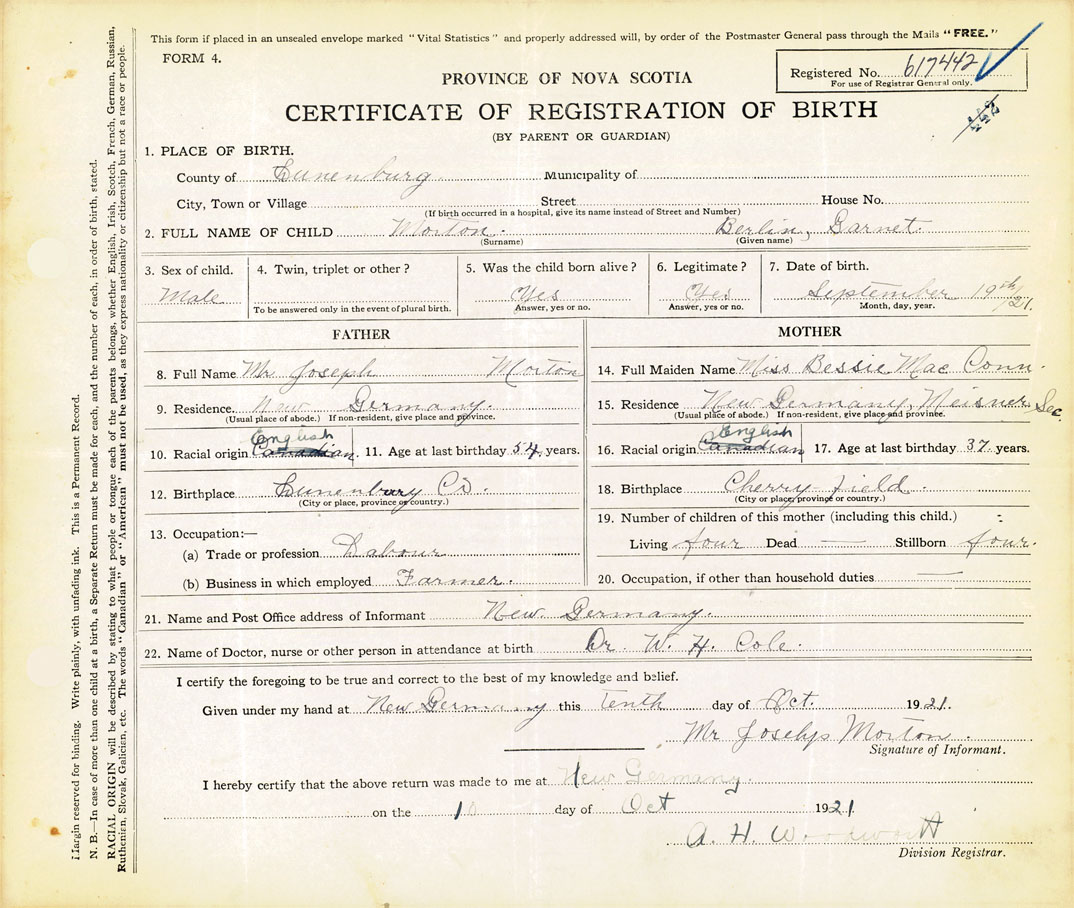 This form if placed in an unsealed envelope marked "Vital Statistics" and properly addressed will, by order of the Postmaster General pass through the Mails "FREE."
FORM 4.
Registered No. 617442
For use of Registrar General only.
442
PROVINCE OF NOVA SCOTIA
CERTIFICATE OF REGISTRATION OF BIRTH
(BY PARENT OR GUARDIAN)
1. PLACE OF BIRTH.
County of Lunenburg Municipality of
City, Town or Village Street House No.
(If birth occurred in a hospital, give its name instead of Street and Number)
2. FULL NAME OF CHILD Morton. Berlin, Garnet.
(Surname) (Given name)
3. Sex of child. 4. Twin, triplet or other? 5. Was the child born alive? 6. Legitimate? 7. Date of birth.
Male Yes Yes September 19th/21.
To be answered only in the event of plural birth. Answer, yes or no. Answer, yes or no. Month, day, year.
FATHER
8. Full Name Mr Joseph Morton
9. Residence. New Germany.
(Usual place of abode.) If non-resident, give place and province.
English
10. Racial origin Canadian. 11. Age at last birthday 54 years.
12. Birthplace Lunenburg Co.
(City or place, province or country.)
13. Occupation:—
(a) Trade or profession Labour
(b) Business in which employed Farmer.
MOTHER
14. Full Maiden Name Miss Bessie Mac Conn.
15. Residence New Germany, Meisner Sec.
(Usual place of abode.) If non-resident, give place and province.
English
16. Racial origin Canadian 17. Age at last birthday 37 years.
18. Birthplace Cherry-field.
(City or place, province or country.)
19. Number of children of this mother (including this child.)
Living four Dead — Stillborn four.
20. Occupation, if other than household duties —
21. Name and Post Office address of Informant New Germany.
22. Name of Doctor, nurse or other person in attendance at birth Dr. W. H. Cole.
I certify the foregoing to be true and correct to the best of my knowledge and belief.
Given under my hand at New Germany this tenth day of Oct. 1921.
Mr Joselys Morton.
Signature of Informant.
I hereby certify that the above return was made to me at New Germany.
on the 10 day of Oct 1921
A. H. Woodworth
Division Registrar.
Margin reserved for binding. Write plainly, with unfading ink. This is a Permanent Record.
N. B.—In case of more than one child at a birth, a Separate Return must be made for each, and the number of each, in order of birth, stated.
RACIAL ORIGIN will be described by stating to what people or tongue each of the parents belongs, whether English, Irish, Scotch, French, German, Russian,
Ruthenian, Slovak, Galician, etc. The words "Canadian" or "American" must not be used, as they express nationality or citizenship but not a race or people.